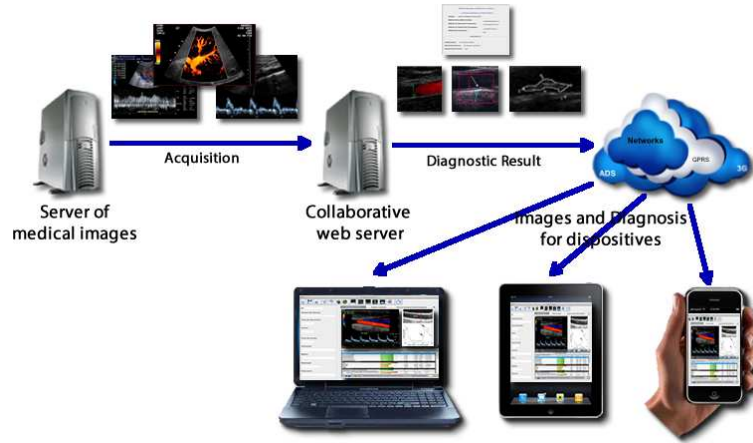 Acquisition
Diagnostic Result
Networks
GPRS
ADS
3G
Server of
medical images
Collaborative
web server
Images and Diagnosis
for dispositives